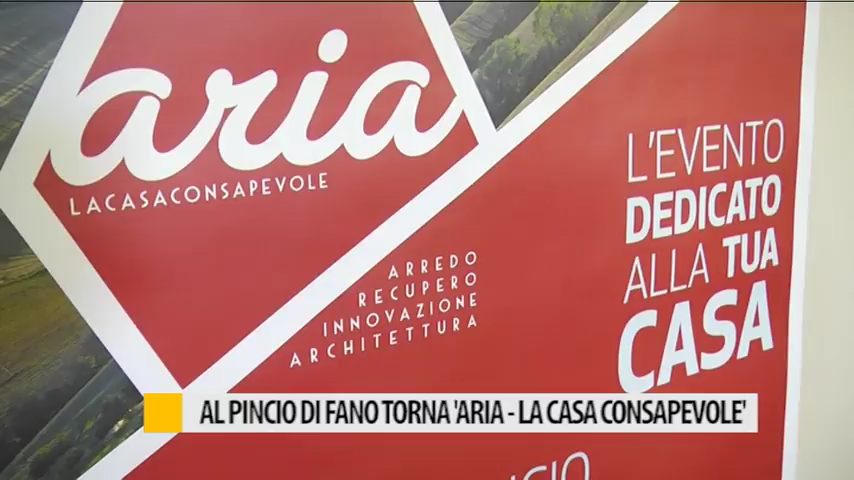 aria
LACASACONSAPEVOLE
ARREDO
RECUPERO
INNOVAZIONE
ARCHITETTURA
L'EVENTO
DEDICATO
ALLA TUA
CASA
AL PINCIO DI FANO TORNA 'ARIA - LA CASA CONSAPEVOLE'